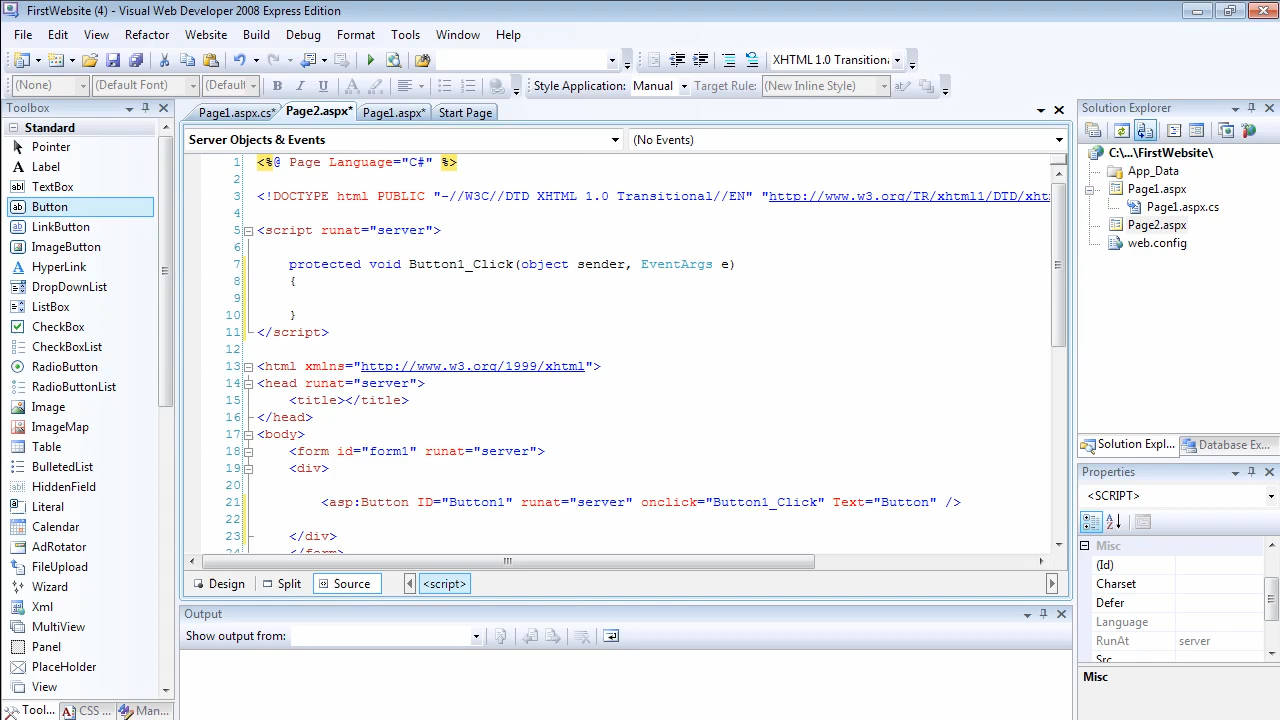 FirstWebsite (4) - Visual Web Developer 2008 Express Edition
File Edit View Refactor Website Build Debug Format Tools Window Help
XHTML 1.0 Transition
(None) (Default Font) (Default B I U A Style Application: Manual Target Rule: (New Inline Style)
Toolbox
Standard
Pointer
Label
TextBox
Button
LinkButton
ImageButton
HyperLink
DropDownList
ListBox
CheckBox
CheckBoxList
RadioButton
RadioButtonList
Image
ImageMap
Table
BulletedList
HiddenField
Literal
Calendar
AdRotator
FileUpload
Wizard
Xml
MultiView
Panel
PlaceHolder
View
Tool... CSS ... Man...
Page1.aspx.cs* Page2.aspx* Page1.aspx* Start Page
Server Objects & Events (No Events)
1 <%@ Page Language="C#" %>
2
3 <!DOCTYPE html PUBLIC "-//W3C//DTD XHTML 1.0 Transitional//EN" "http://www.w3.org/TR/xhtml1/DTD/xht
4
5 <script runat="server">
6
7 protected void Button1_Click(object sender, EventArgs e)
8 {
9
10 }
11 </script>
12
13 <html xmlns="http://www.w3.org/1999/xhtml">
14 <head runat="server">
15 <title></title>
16 </head>
17 <body>
18 <form id="form1" runat="server">
19 <div>
20
21 <asp:Button ID="Button1" runat="server" onclick="Button1_Click" Text="Button" />
22
23 </div>
24 </form>
Design Split Source <script>
Output
Show output from:
Solution Explorer
C:\...\FirstWebsite\
App_Data
Page1.aspx
Page1.aspx.cs
Page2.aspx
web.config
Solution Expl... Database Ex...
Properties
<SCRIPT>
Misc
(Id)
Charset
Defer
Language
RunAt server
Src
Misc